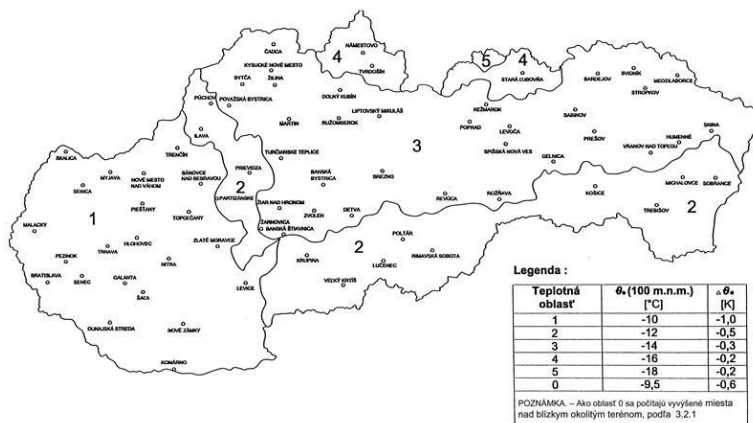 ČADCA
4
NÁMESTOVO
TVRDOŠÍN
5
4
STARÁ ĽUBOVŇA
KYSUCKÉ NOVÉ MESTO
BYTČA
ŽILINA
BARDEJOV
SVIDNÍK
MEDZILABORCE
STROPKOV
PÚCHOV
POVAŽSKÁ BYSTRICA
DOLNÝ KUBÍN
LIPTOVSKÝ MIKULÁŠ
KEŽMAROK
SABINOV
MARTIN
RUŽOMBEROK
POPRAD
LEVOČA
PREŠOV
SNINA
HUMENNÉ
ILAVA
3
SPIŠSKÁ NOVÁ VES
VRANOV NAD TOPĽOU
SKALICA
TRENČÍN
TURČIANSKE TEPLICE
GELNICA
MYJAVA
NOVÉ MESTO
NAD VÁHOM
BÁNOVCE
NAD BEBRAVOU
PRIEVIDZA
BANSKÁ
BYSTRICA
BREZNO
MICHALOVCE
SOBRANCE
SENICA
2
PARTIZÁNSKE
REVÚCA
ROŽŇAVA
KOŠICE
2
1
PIEŠŤANY
TOPOĽČANY
ŽIAR NAD HRONOM
ZVOLEN
DETVA
TREBIŠOV
MALACKY
ŽARNOVICA
BANSKÁ ŠTIAVNICA
HLOHOVEC
ZLATÉ MORAVCE
POLTÁR
TRNAVA
2
PEZINOK
NITRA
KRUPINA
LUČENEC
RIMAVSKÁ SOBOTA
BRATISLAVA
SENEC
GALANTA
LEVICE
VEĽKÝ KRTÍŠ
ŠAĽA
DUNAJSKÁ STREDA
NOVÉ ZÁMKY
KOMÁRNO
Legenda :
Teplotná oblasť θₑ(100 m.n.m.) [°C] △θₑ [K]
1 -10 -1,0
2 -12 -0,5
3 -14 -0,3
4 -16 -0,2
5 -18 -0,2
0 -9,5 -0,6
POZNÁMKA. – Ako oblasť 0 sa počítajú vyvýšené miesta
nad blízkym okolitým terénom, podľa 3.2.1